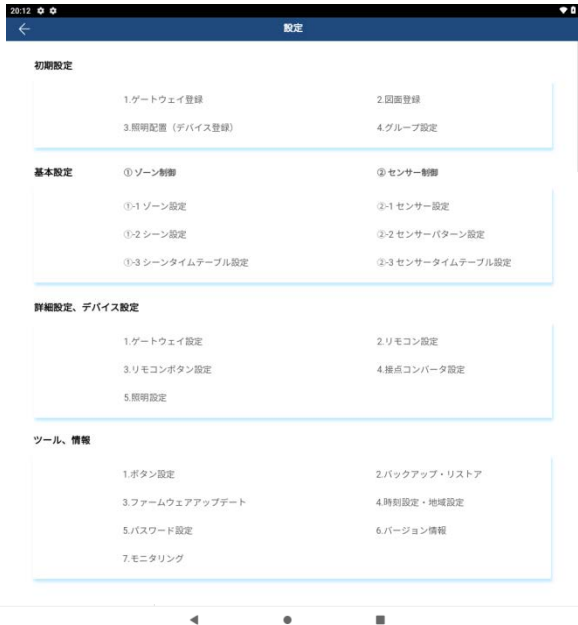 20:12
設定
初期設定
1.ゲートウェイ登録 2.図面登録
3.照明配置（デバイス登録） 4.グループ設定
基本設定 ①ゾーン制御 ②センサー制御
①-1 ゾーン設定 ②-1 センサー設定
①-2 シーン設定 ②-2 センサーパターン設定
①-3 シーンタイムテーブル設定 ②-3 センサータイムテーブル設定
詳細設定、デバイス設定
1.ゲートウェイ設定 2.リモコン設定
3.リモコンボタン設定 4.接点コンバータ設定
5.照明設定
ツール、情報
1.ボタン設定 2.バックアップ・リストア
3.ファームウェアアップデート 4.時刻設定・地域設定
5.パスワード設定 6.バージョン情報
7.モニタリング